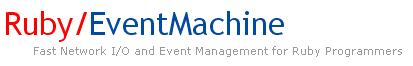 Ruby/EventMachine
Fast Network I/O and Event Management for Ruby Programmers